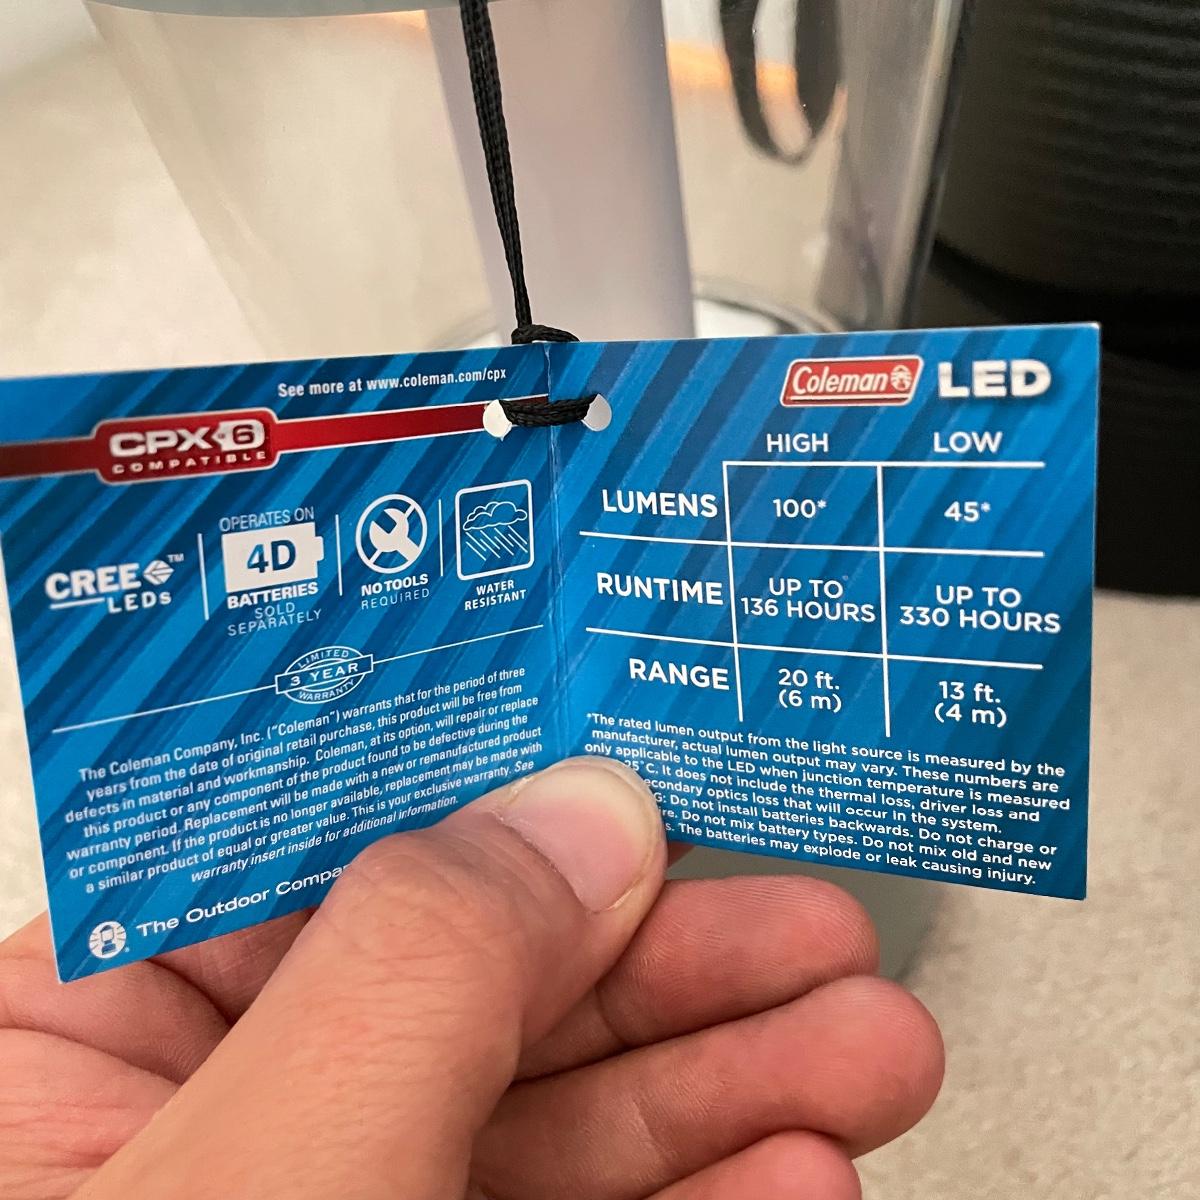 See more at www.coleman.com/cpx
CPX 6
COMPATIBLE
CREE™
LEDS
OPERATES ON
4D
BATTERIES
SOLD
SEPARATELY
NO TOOLS
REQUIRED
WATER
RESISTANT
LIMITED
3 YEAR
WARRANTY
The Coleman Company, Inc. ("Coleman") warrants that for the period of three
years from the date of original retail purchase, this product will be free from
defects in material and workmanship. Coleman, at its option, will repair or replace
this product or any component of the product found to be defective during the
warranty period. Replacement will be made with a new or remanufactured product
or component. If the product is no longer available, replacement may be made with
a similar product of equal or greater value. This is your exclusive warranty. See
warranty insert inside for additional information.
The Outdoor
Coleman LED
HIGH LOW
LUMENS 100* 45*
RUNTIME UP TO 136 HOURS UP TO 330 HOURS
RANGE 20 ft. (6 m) 13 ft. (4 m)
*The rated lumen output from the light source is measured by the
manufacturer, actual lumen output may vary. These numbers are
only applicable to the LED when junction temperature is measured
25°C. It does not include the thermal loss, driver loss and
optics loss that will occur in the system.
Do not install batteries backwards. Do not charge or
Do not mix battery types. Do not mix old and new
The batteries may explode or leak causing injury.